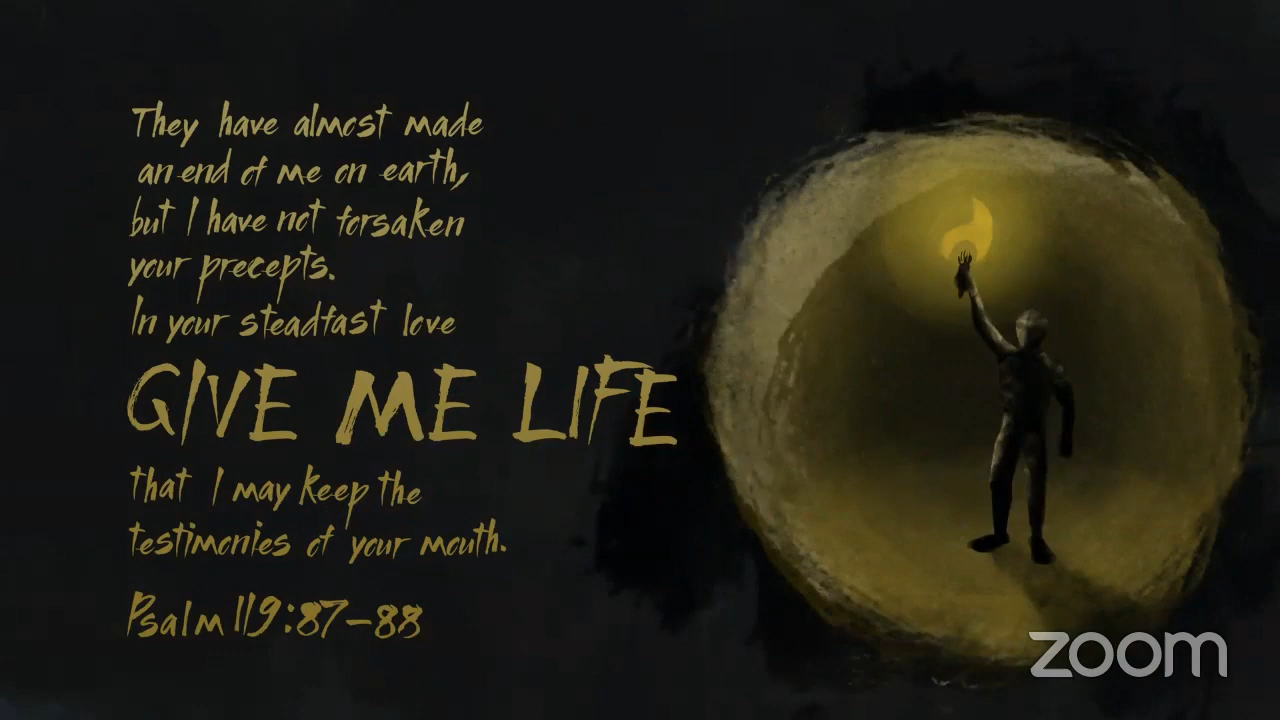 They have almost made
an end of me on earth,
but I have not forsaken
your precepts.
In your steadfast love
GIVE ME LIFE
that I may keep the
testimonies of your mouth.
Psalm 119:87-88
zoom